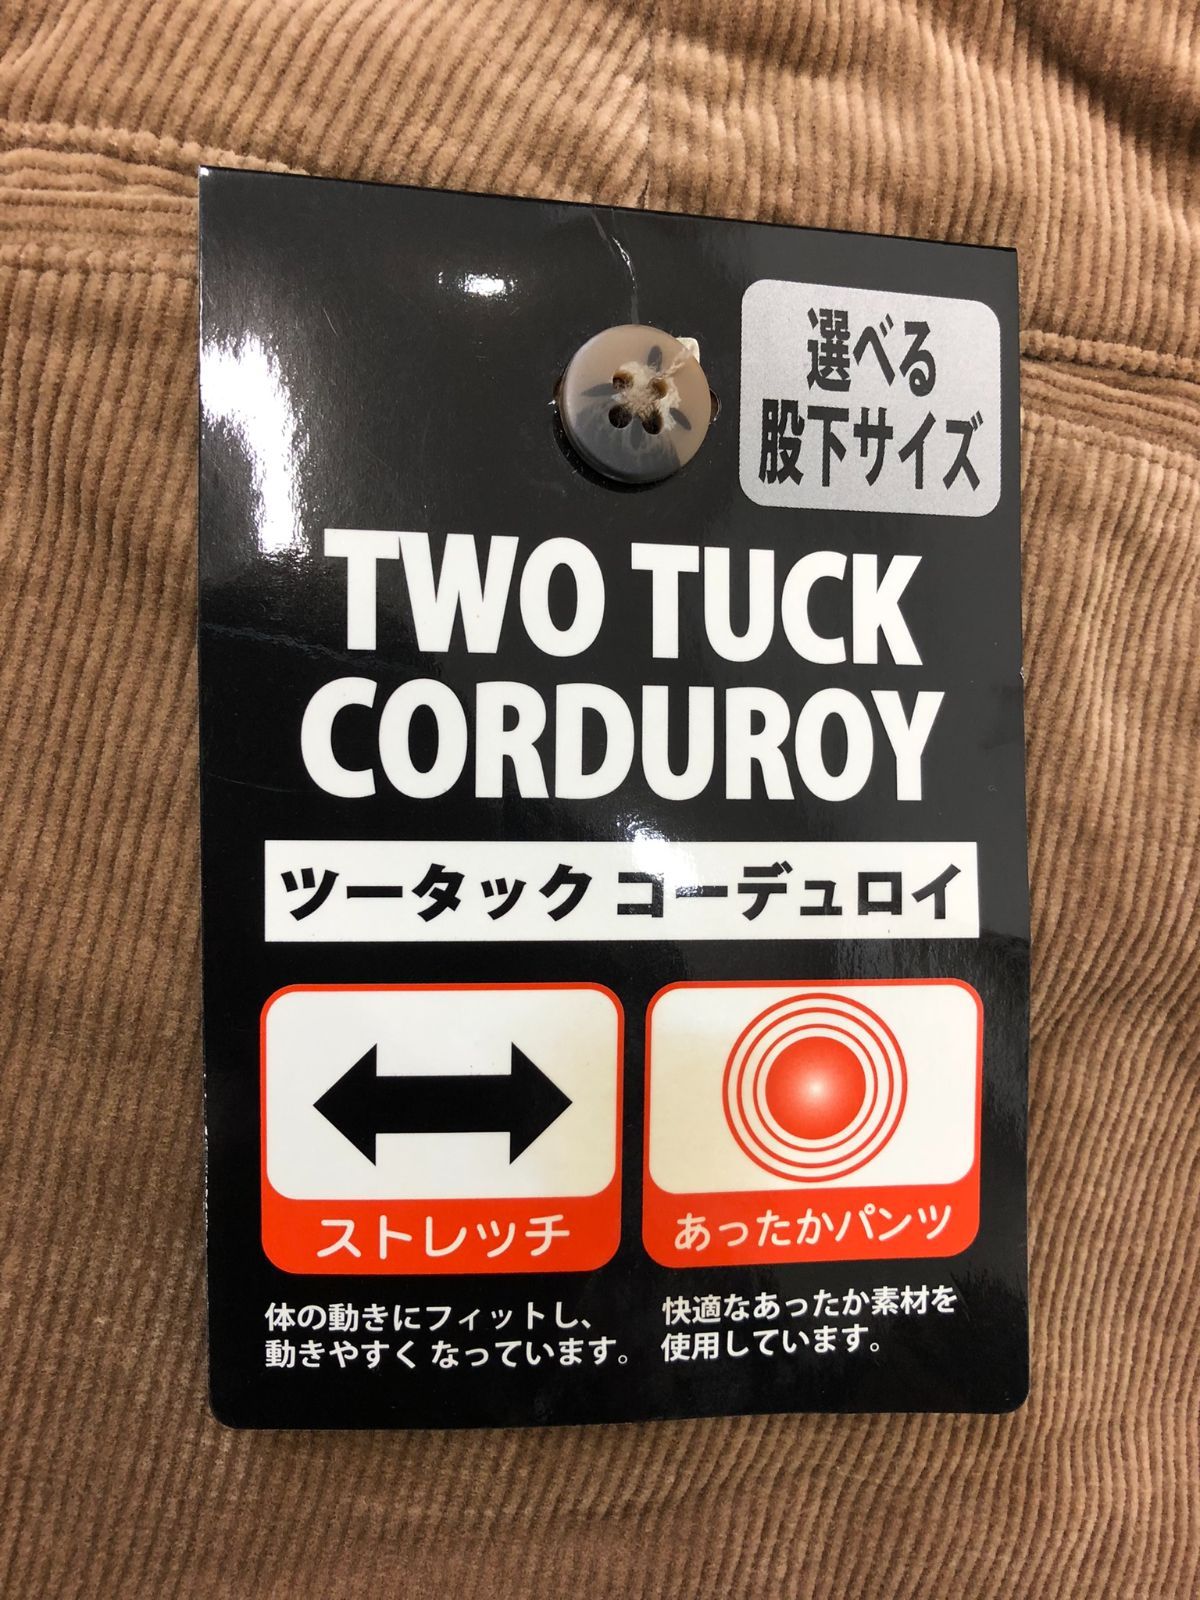 選べる
股下サイズ
TWO TUCK
CORDUROY
ツータック コーデュロイ
ストレッチ
体の動きにフィットし、
動きやすく なっています。
あったかパンツ
快適なあったか素材を
使用しています。